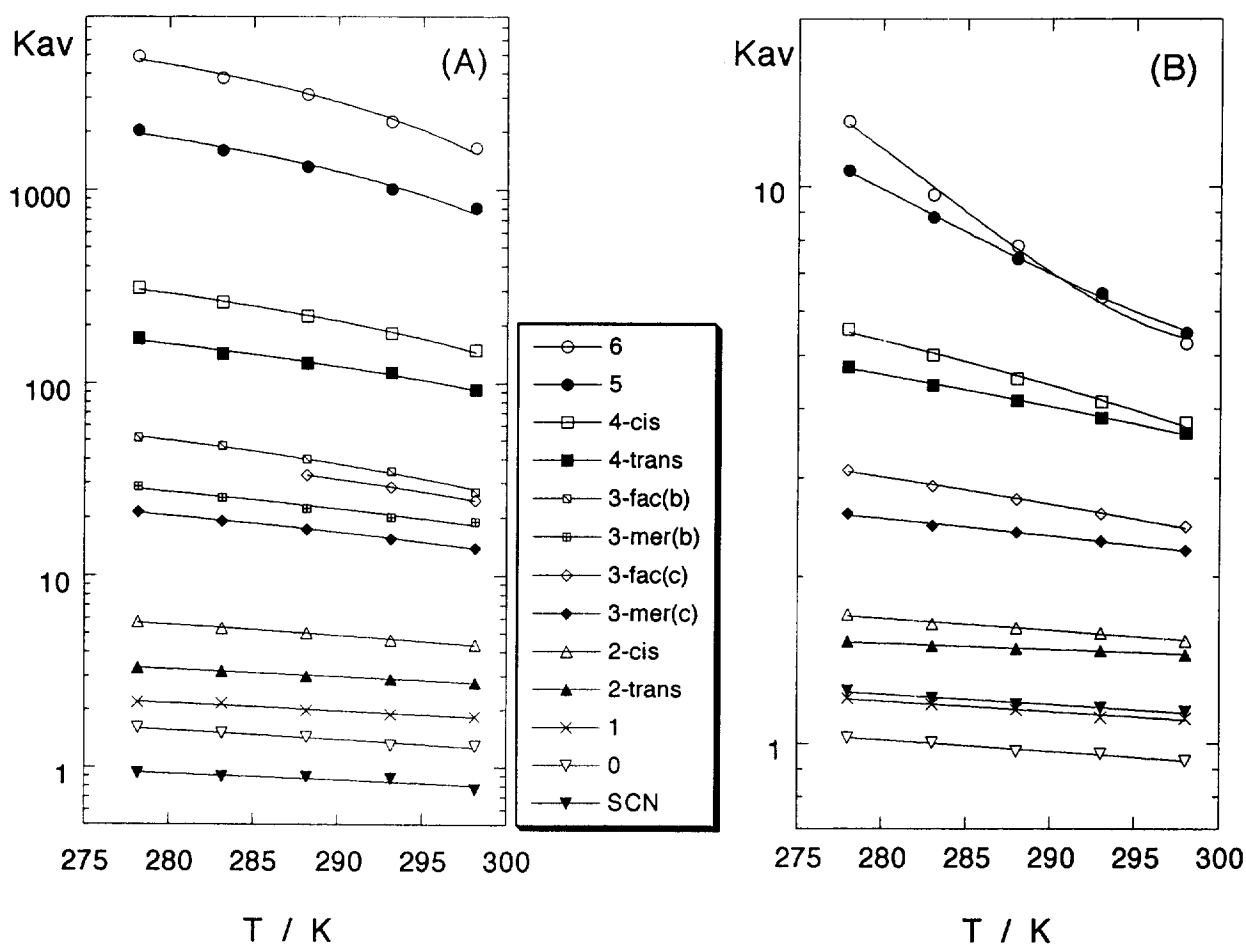 Kav
(A)
1000
100
10
1
275 280 285 290 295 300
T / K
6
5
4-cis
4-trans
3-fac(b)
3-mer(b)
3-fac(c)
3-mer(c)
2-cis
2-trans
1
0
SCN
Kav
(B)
10
1
275 280 285 290 295 300
T / K